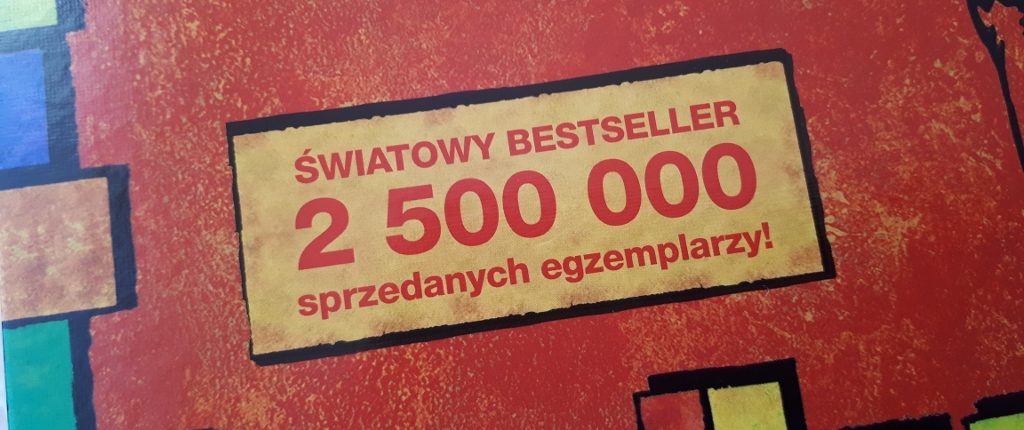 ŚWIATOWY BESTSELLER
2 500 000
sprzedanych egzemplarzy!